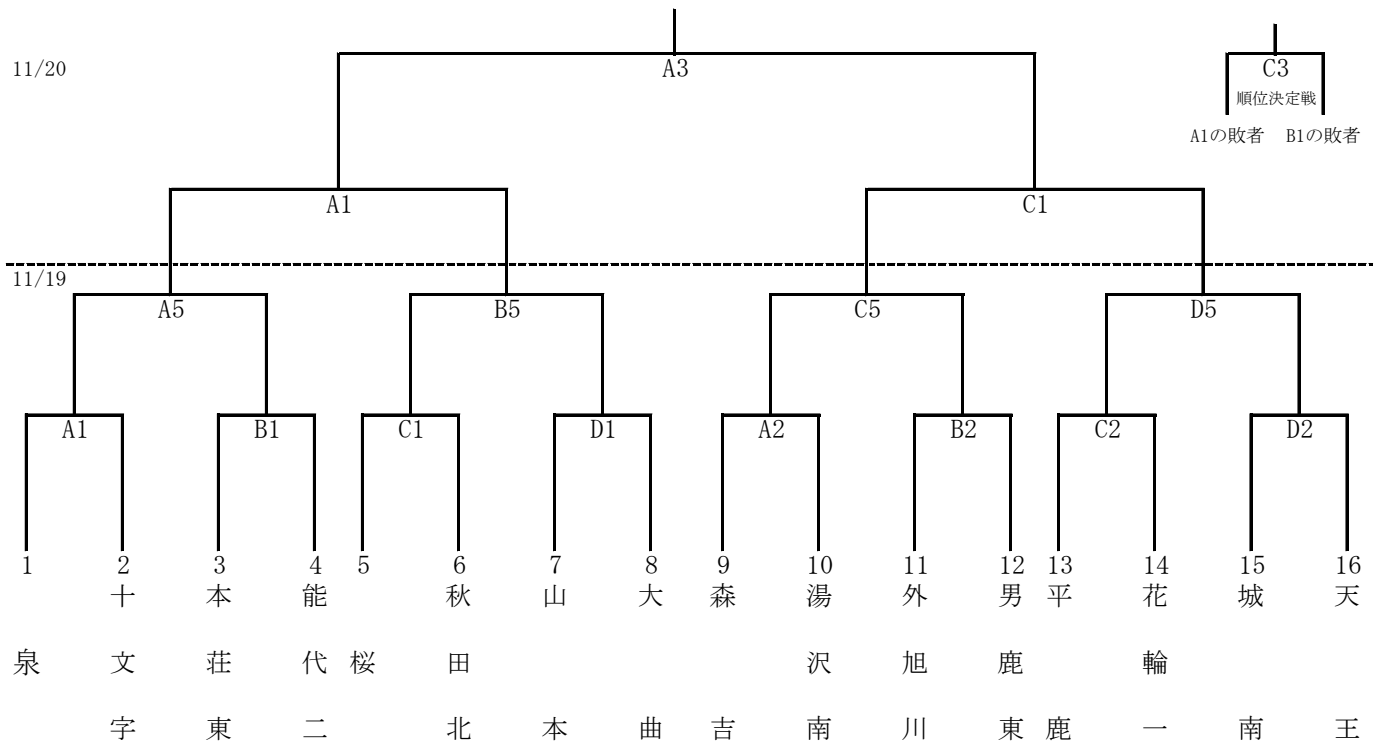 11/20
A3
C3
順位決定戦
A1の敗者 B1の敗者
A1
C1
11/19
A5
B5
C5
D5
A1
B1
C1
D1
A2
B2
C2
D2
1 2 3 4 5 6 7 8 9 10 11 12 13 14 15 16
泉
十文字
本荘東
能代二
桜
秋田北
山本
大曲
森吉
湯沢南
外旭川
男鹿東
平鹿
花輪一
城南
天王